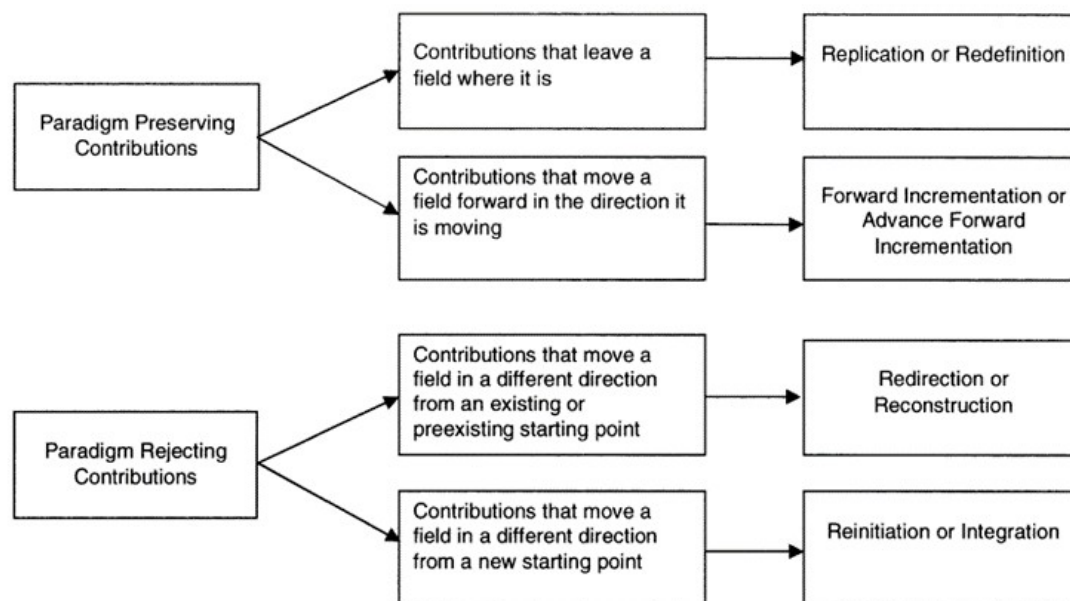 Paradigm Preserving
Contributions
Contributions that leave a
field where it is
Replication or Redefinition
Contributions that move a
field forward in the direction it
is moving
Forward Incrementation or
Advance Forward
Incrementation
Paradigm Rejecting
Contributions
Contributions that move a
field in a different direction
from an existing or
preexisting starting point
Redirection or
Reconstruction
Contributions that move a
field in a different direction
from a new starting point
Reinitiation or Integration